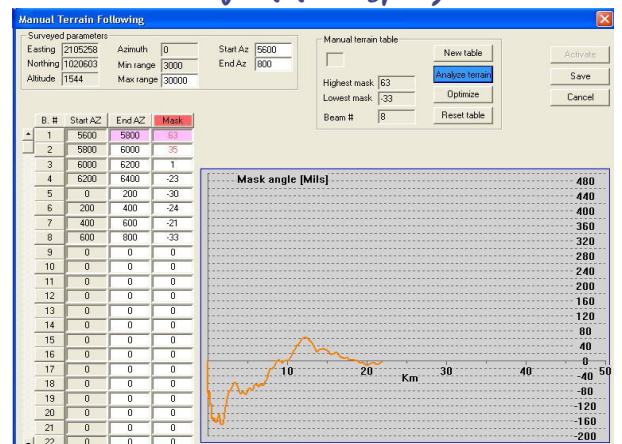 Manual Terrain Following
Surveyed parameters
Easting 2105258 Azimuth 0 Start Az 5600
Northing 1020603 Min range 3000 End Az 800
Altitude 1544 Max range 30000
Manual terrain table
New table
Highest mask 63 Analyze terrain
Lowest mask -33 Optimize
Beam # 8 Reset table
Activate
Save
Cancel
B. # Start AZ End AZ Mask
1 5600 5800 63
2 5800 6000 35
3 6000 6200 1
4 6200 6400 -23
5 0 200 -30
6 200 400 -24
7 400 600 -21
8 600 800 -33
9 0 0 0
10 0 0 0
11 0 0 0
12 0 0 0
13 0 0 0
14 0 0 0
15 0 0 0
16 0 0 0
17 0 0 0
18 0 0 0
19 0 0 0
20 0 0 0
21 0 0 0
22 0 0 0
Mask angle [Mils]
480
440
400
360
320
280
240
200
160
120
80
40
0
-40
-80
-120
-160
-200
10 20 30 40 50
Km